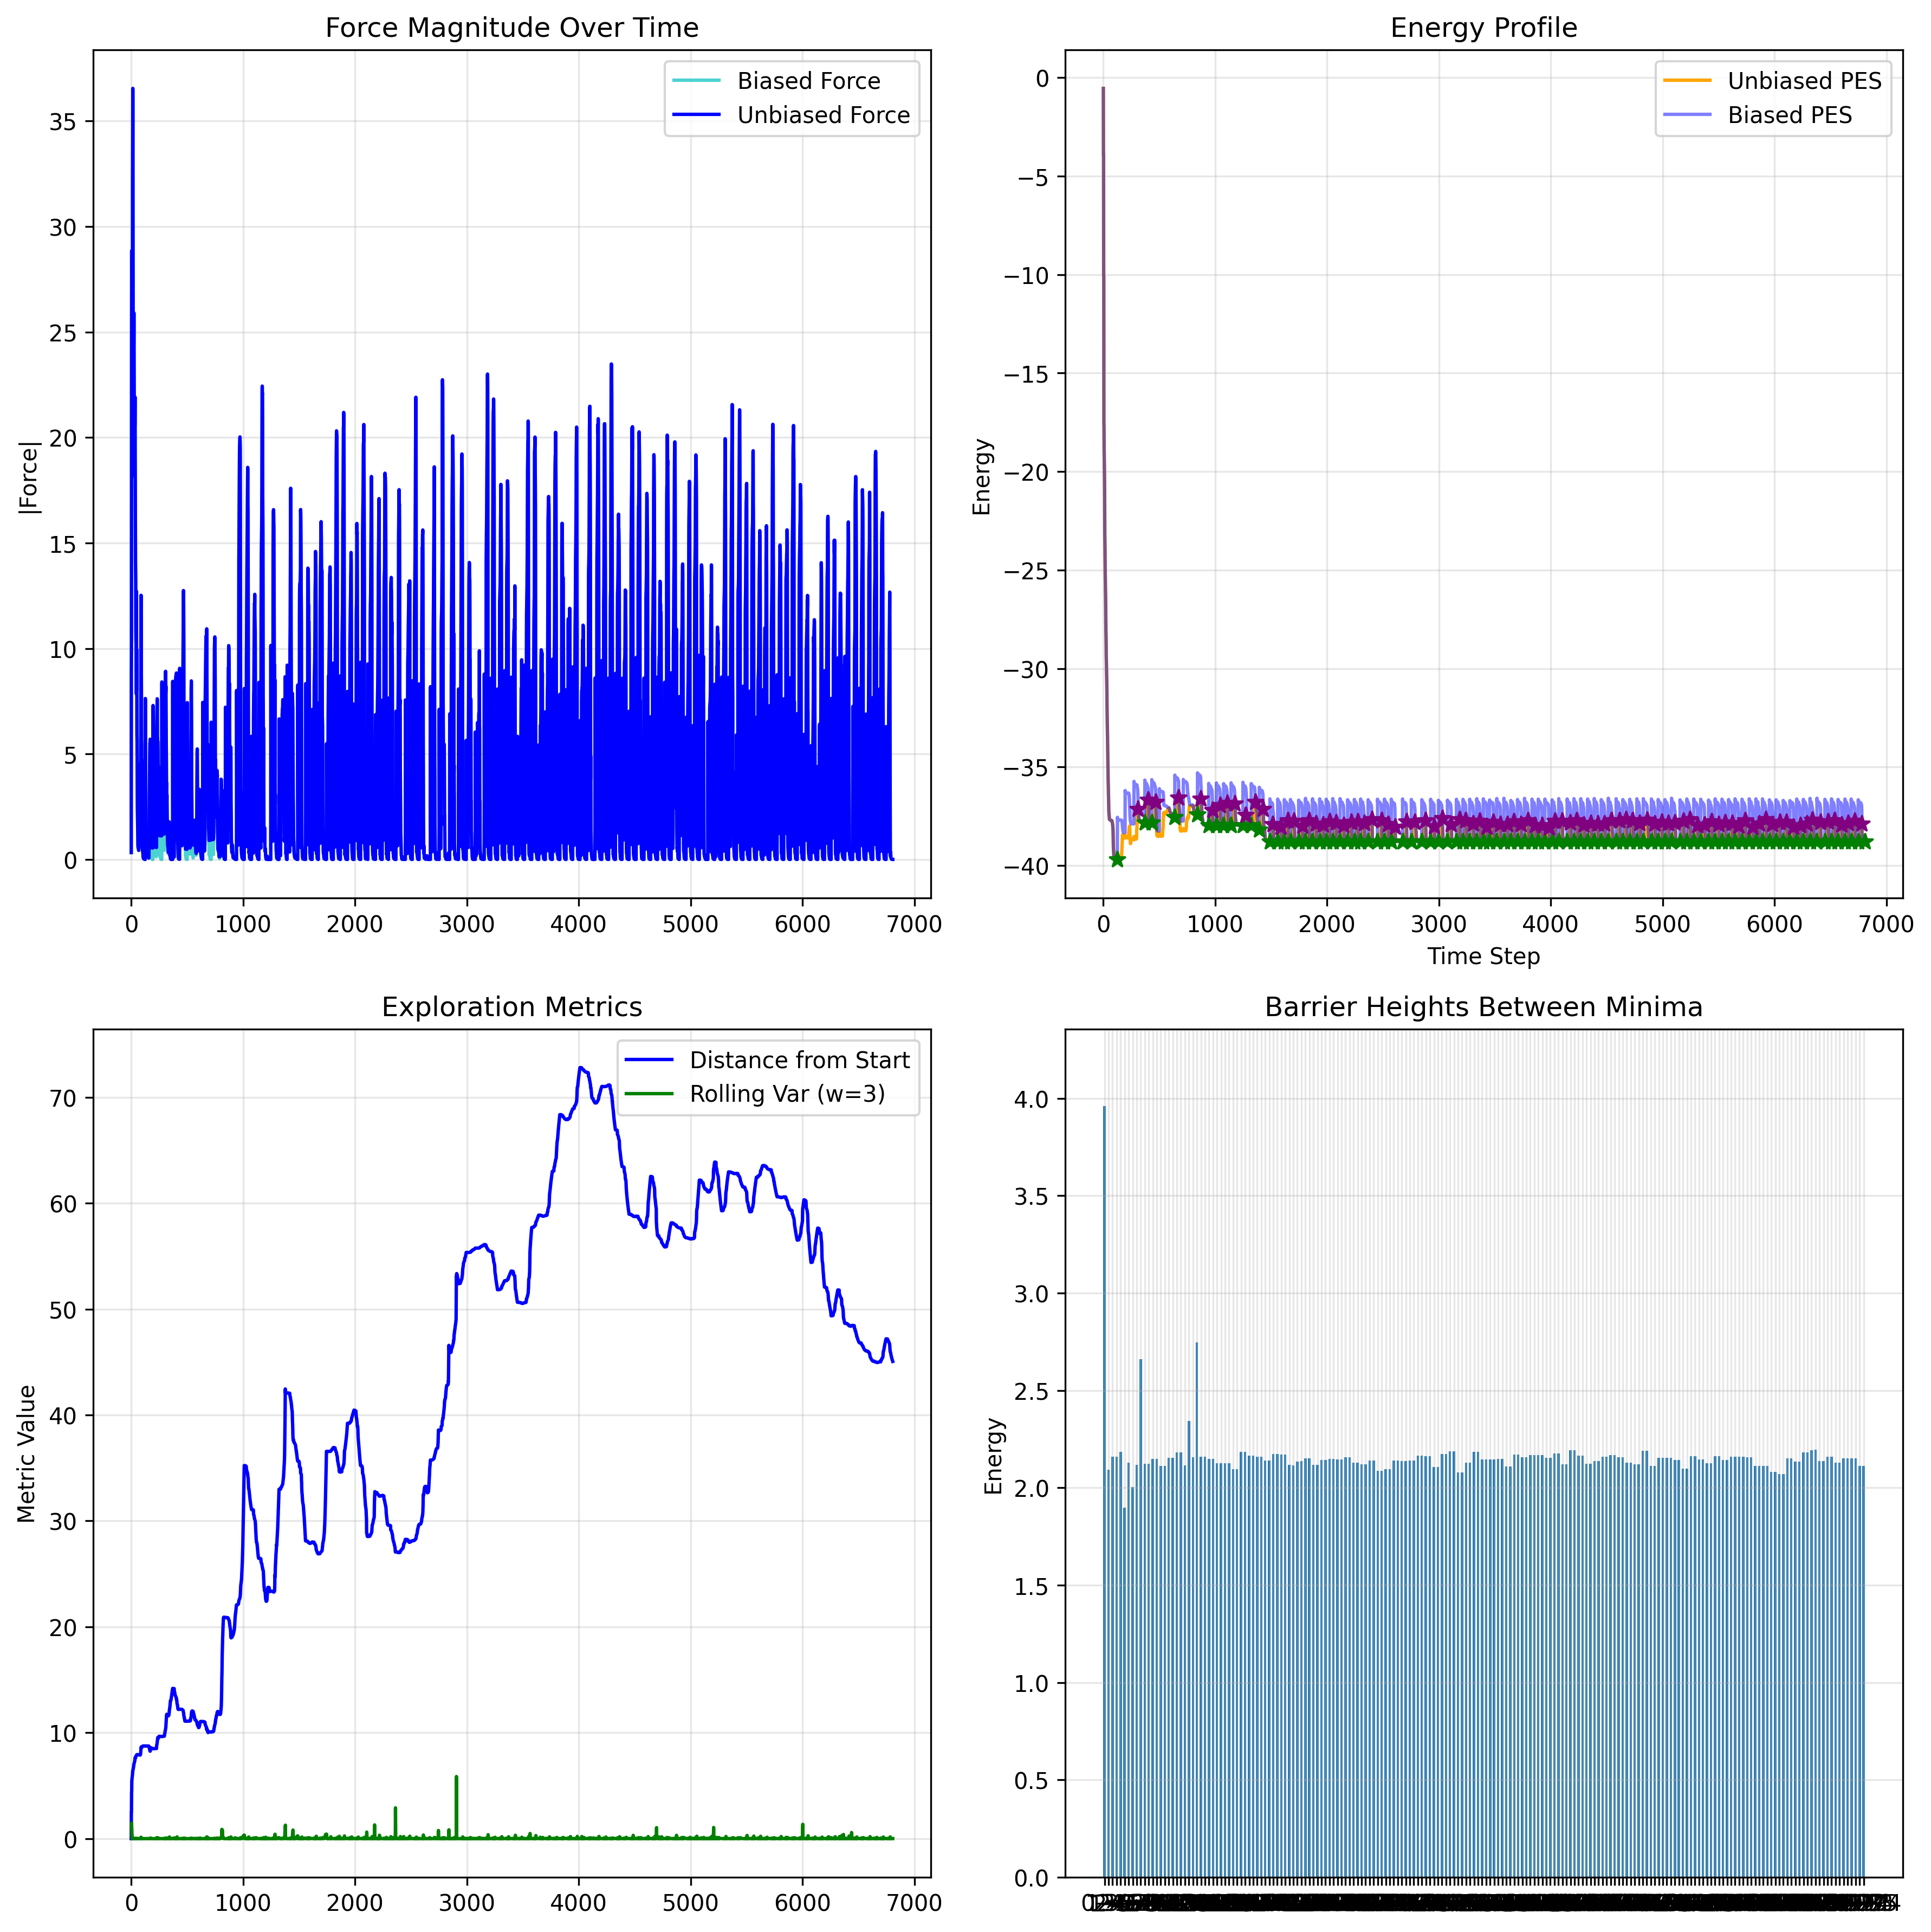 Force Magnitude Over Time
Biased Force
Unbiased Force
|Force|
35
30
25
20
15
10
5
0
0 1000 2000 3000 4000 5000 6000 7000
Energy Profile
Unbiased PES
Biased PES
Energy
0
−5
−10
−15
−20
−25
−30
−35
−40
0 1000 2000 3000 4000 5000 6000 7000
Time Step
Exploration Metrics
Distance from Start
Rolling Var (w=3)
Metric Value
70
60
50
40
30
20
10
0
0 1000 2000 3000 4000 5000 6000 7000
Barrier Heights Between Minima
Energy
4.0
3.5
3.0
2.5
2.0
1.5
1.0
0.5
0.0